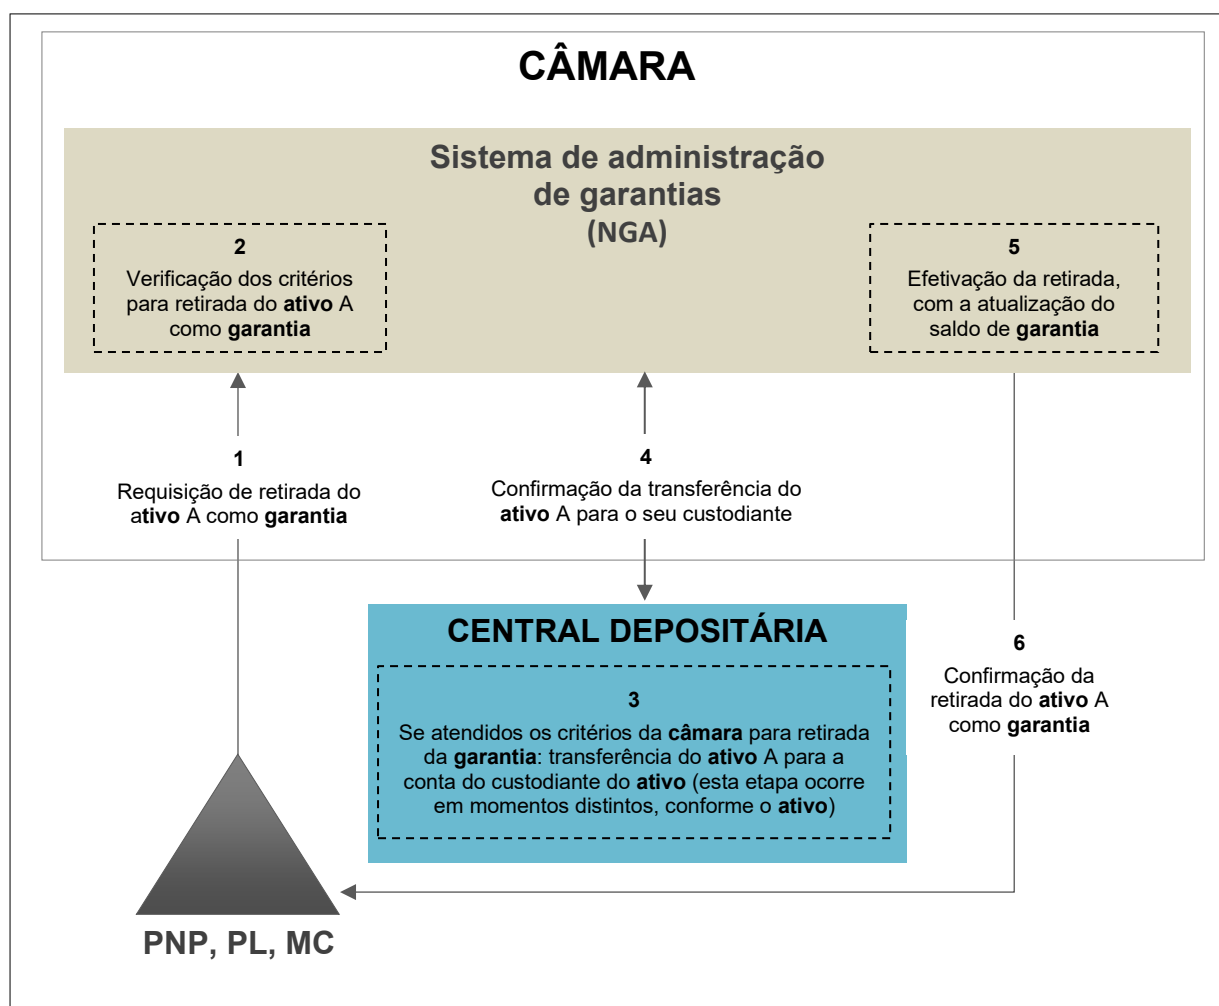 CÂMARA
Sistema de administração
de garantias
(NGA)
2
Verificação dos critérios
para retirada do ativo A
como garantia
5
Efetivação da retirada,
com a atualização do
saldo de garantia
1
Requisição de retirada do
ativo A como garantia
4
Confirmação da transferência do
ativo A para o seu custodiante
CENTRAL DEPOSITÁRIA
3
Se atendidos os critérios da câmara para retirada
da garantia: transferência do ativo A para a
conta do custodiante do ativo (esta etapa ocorre
em momentos distintos, conforme o ativo)
6
Confirmação da
retirada do ativo A
como garantia
PNP, PL, MC